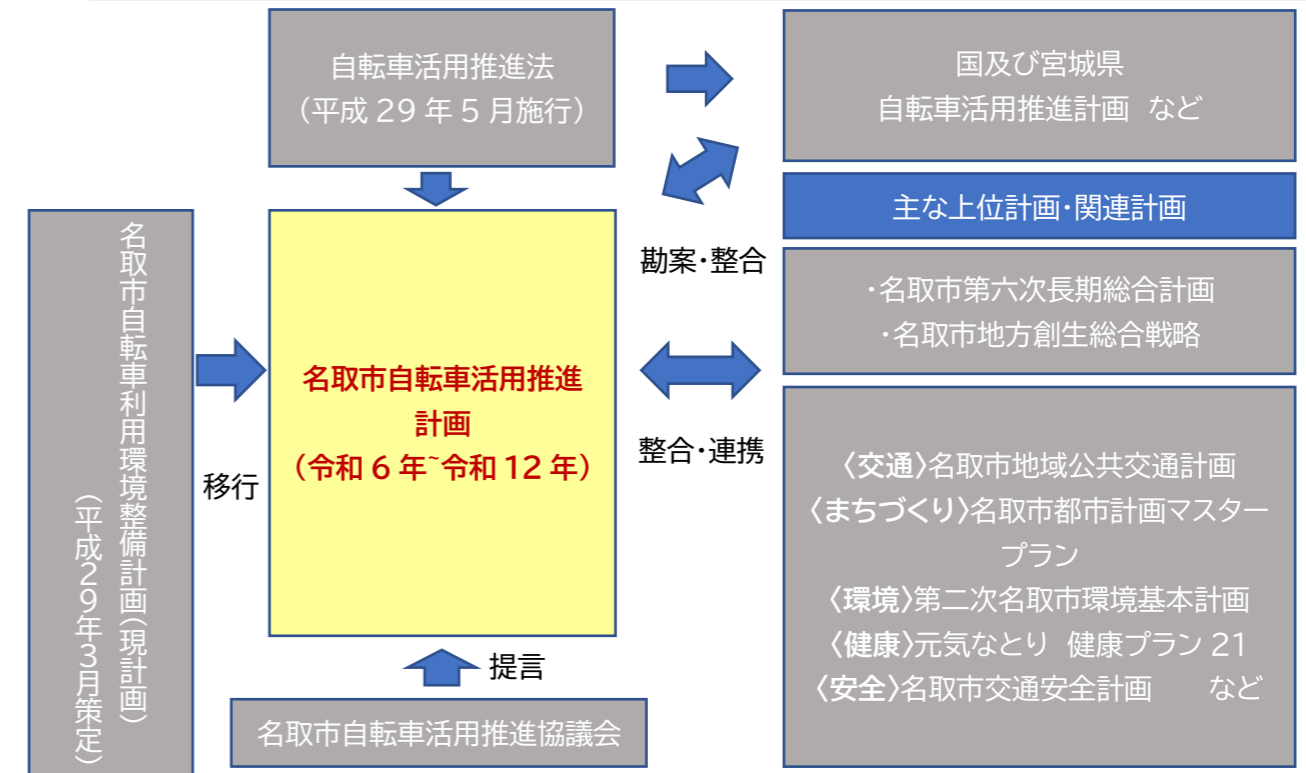 自転車活用推進法
（平成 29 年 5 月施行）
国及び宮城県
自転車活用推進計画 など
主な上位計画・関連計画
勘案・整合
・名取市第六次長期総合計画
・名取市地方創生総合戦略
名取市自転車利用環境整備計画（現計画）
（平成２９年３月策定）
移行
名取市自転車活用推進
計画
（令和 6 年~令和 12 年）
整合・連携
〈交通〉名取市地域公共交通計画
〈まちづくり〉名取市都市計画マスター
プラン
〈環境〉第二次名取市環境基本計画
〈健康〉元気なとり 健康プラン 21
〈安全〉名取市交通安全計画 など
提言
名取市自転車活用推進協議会